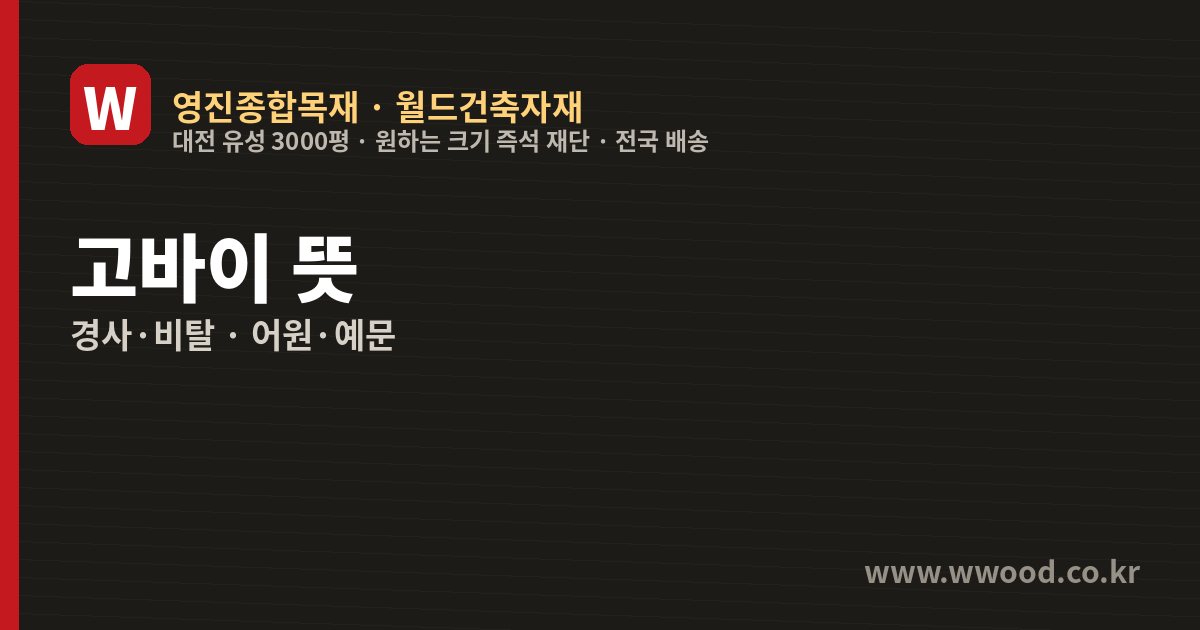 W
영진종합목재 · 월드건축자재
대전 유성 3000평 · 원하는 크기 즉석 재단 · 전국 배송
고바이 뜻
경사·비탈 · 어원·예문
www.wwood.co.kr